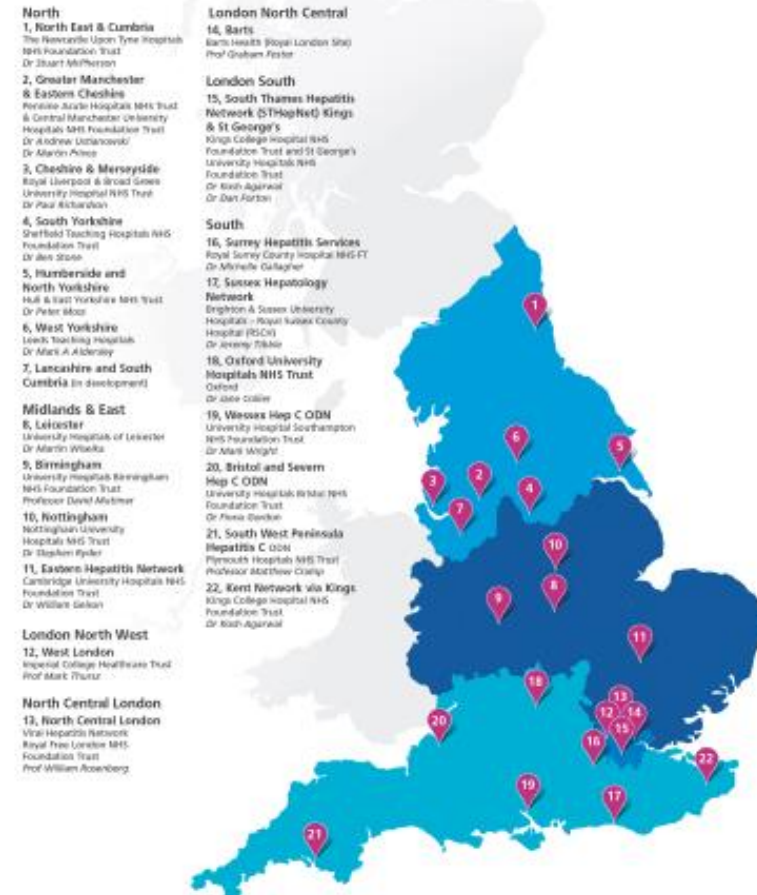 North
1, North East & Cumbria
The Newcastle Upon Tyne Hospitals
NHS Foundation Trust
Dr Stuart McPherson
2, Greater Manchester
& Eastern Cheshire
Pennine Acute Hospitals NHS Trust
& Central Manchester University
Hospitals NHS Foundation Trust
Dr Andrew Ustianowski
Dr Martin Prince
3, Cheshire & Merseyside
Royal Liverpool & Broad Green
University Hospital NHS Trust
Dr Paul Richardson
4, South Yorkshire
Sheffield Teaching Hospitals NHS
Foundation Trust
Dr Ben Stone
5, Humberside and
North Yorkshire
Hull & East Yorkshire NHS Trust
Dr Peter Moss
6, West Yorkshire
Leeds Teaching Hospitals
Dr Mark A Aldersley
7, Lancashire and South
Cumbria (in development)
Midlands & East
8, Leicester
University Hospitals of Leicester
Dr Martin Wiselka
9, Birmingham
University Hospitals Birmingham
NHS Foundation Trust
Professor David Mutimer
10, Nottingham
Nottingham University
Hospitals NHS Trust
Dr Stephen Ryder
11, Eastern Hepatitis Network
Cambridge University Hospitals NHS
Foundation Trust
Dr William Gelson
London North West
12, West London
Imperial College Healthcare Trust
Prof Mark Thursz
North Central London
13, North Central London
Viral Hepatitis Network
Royal Free London NHS
Foundation Trust
Prof William Rosenberg
London North Central
14, Barts
Barts Health (Royal London Site)
Prof Graham Foster
London South
15, South Thames Hepatitis
Network (STHepNet) Kings
& St George's
Kings College Hospital NHS
Foundation Trust and St George's
University Hospitals NHS
Foundation Trust
Dr Kosh Agarwal
Dr Dan Forton
South
16, Surrey Hepatitis Services
Royal Surrey County Hospital NHS FT
Dr Michelle Gallagher
17, Sussex Hepatology
Network
Brighton & Sussex University
Hospitals – Royal Sussex County
Hospital (RSCH)
Dr Jeremy Tibble
18, Oxford University
Hospitals NHS Trust
Oxford
Dr Jane Collier
19, Wessex Hep C ODN
University Hospital Southampton
NHS Foundation Trust
Dr Mark Wright
20, Bristol and Severn
Hep C ODN
University Hospitals Bristol NHS
Foundation Trust
Dr Fiona Gordon
21, South West Peninsula
Hepatitis C ODN
Plymouth Hospitals NHS Trust
Professor Matthew Cramp
22, Kent Network via Kings
Kings College Hospital NHS
Foundation Trust
Dr Kosh Agarwal
1
6
5
3
2
4
7
10
8
9
11
18
13
12
14
15
20
16
22
19
17
21